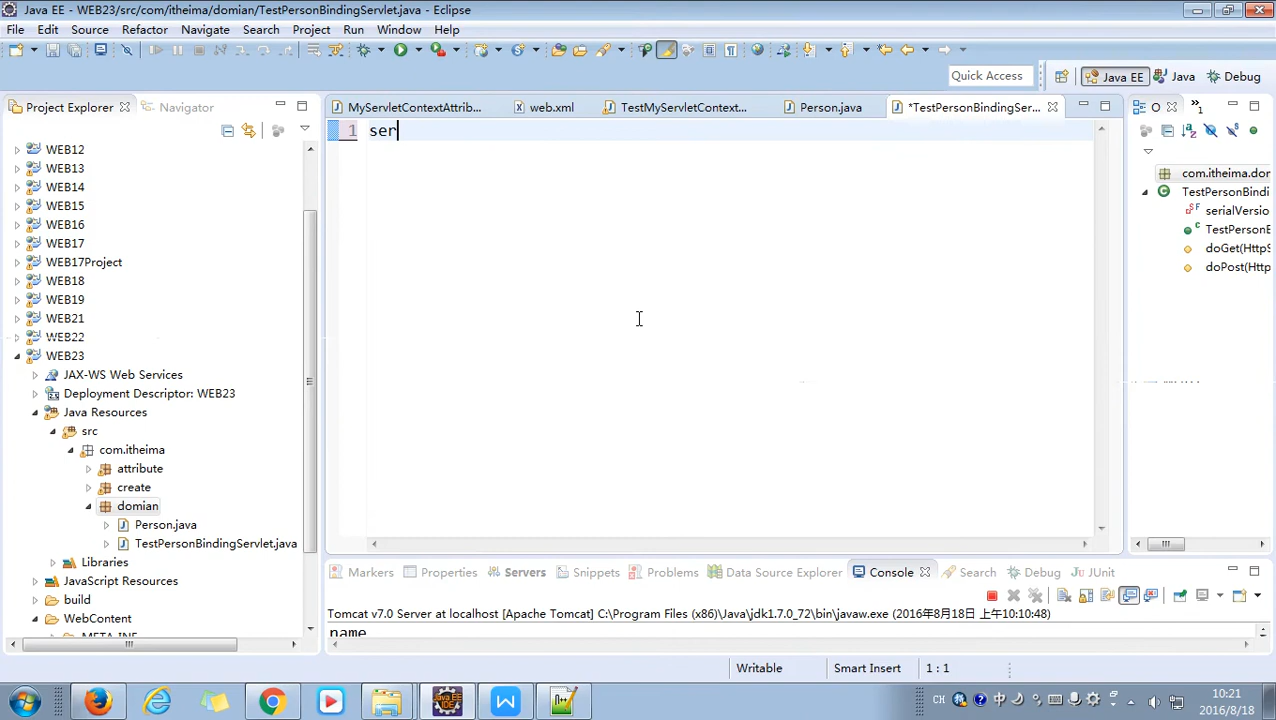 Java EE - WEB23/src/com/itheima/domian/TestPersonBindingServlet.java - Eclipse
File Edit Source Refactor Navigate Search Project Run Window Help
Quick Access
Java EE
Java
Debug
Project Explorer
Navigator
MyServletContextAttrib...
web.xml
TestMyServletContext...
Person.java
*TestPersonBindingSer...
O
»1
1 ser
WEB12
WEB13
WEB14
WEB15
WEB16
WEB17
WEB17Project
WEB18
WEB19
WEB21
WEB22
WEB23
JAX-WS Web Services
Deployment Descriptor: WEB23
Java Resources
src
com.itheima
attribute
create
domian
Person.java
TestPersonBindingServlet.java
Libraries
JavaScript Resources
build
WebContent
META-INF
com.itheima.dor
TestPersonBindi
serialVersio
TestPersonB
doGet(HttpS
doPost(Http
Markers Properties Servers Snippets Problems Data Source Explorer Console Search Debug JUnit
Tomcat v7.0 Server at localhost [Apache Tomcat] C:\Program Files (x86)\Java\jdk1.7.0_72\bin\javaw.exe (2016年8月18日 上午10:10:48)
name
Writable
Smart Insert
1 : 1
CH
中
10:21
2016/8/18